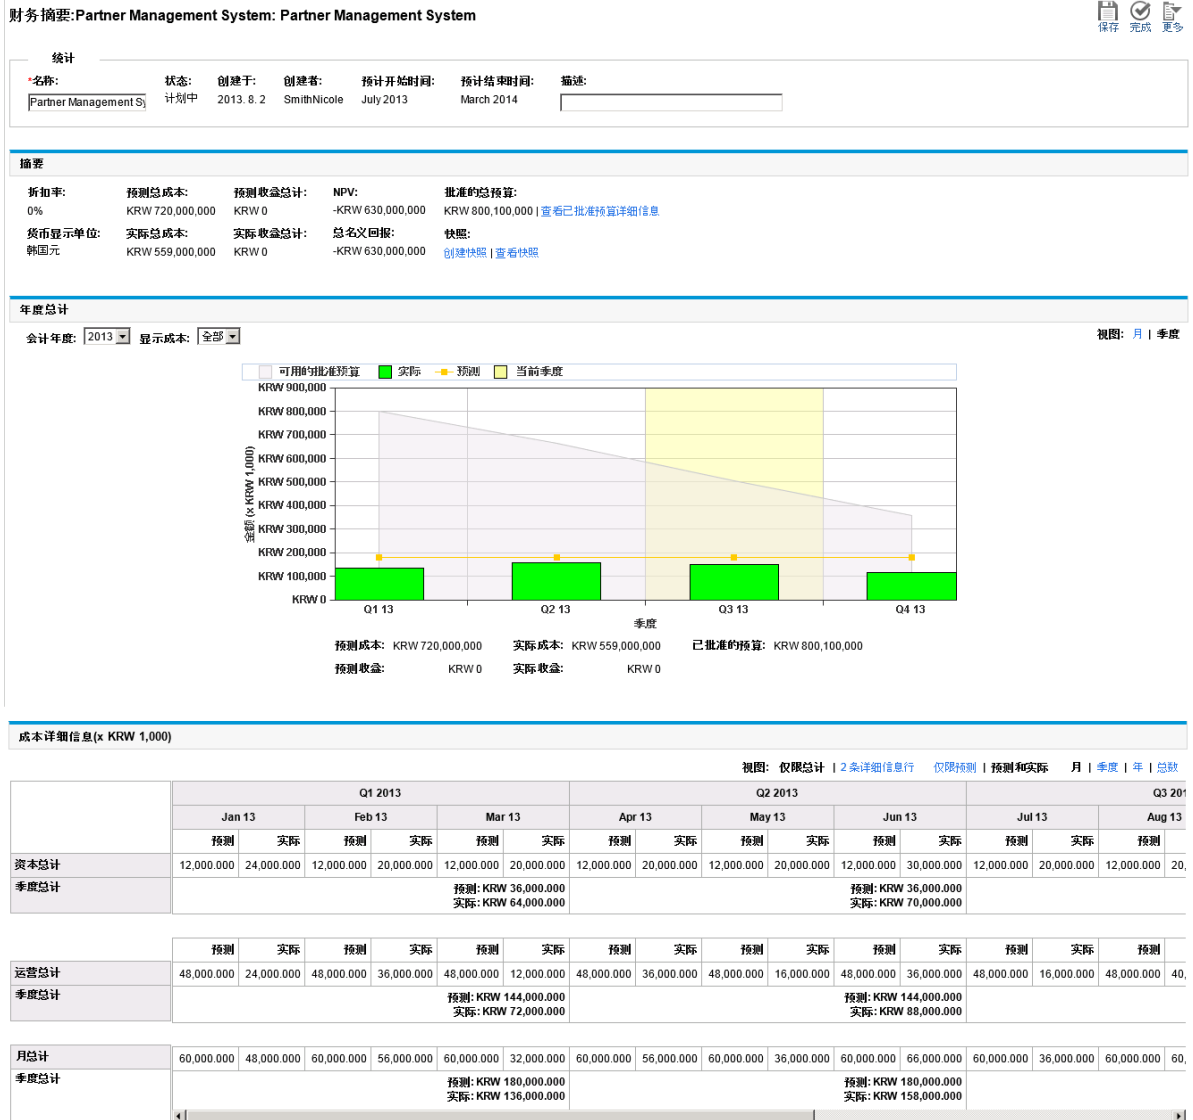 财务摘要:Partner Management System: Partner Management System
保存 完成 更多
统计
*名称: 状态: 创建于: 创建者: 预计开始时间: 预计结束时间: 描述:
Partner Management Sy 计划中 2013. 8. 2 SmithNicole July 2013 March 2014
摘要
折扣率: 预测总成本: 预测收益总计: NPV: 批准的总预算:
0% KRW 720,000,000 KRW 0 -KRW 630,000,000 KRW 800,100,000 | 查看已批准预算详细信息
货币显示单位: 实际总成本: 实际收益总计: 总名义回报: 快照:
韩国元 KRW 559,000,000 KRW 0 -KRW 630,000,000 创建快照 | 查看快照
年度总计
会计年度: 2013 显示成本: 全部 视图: 月 | 季度
可用的批准预算 实际 预测 当前季度
KRW 900,000
KRW 800,000
KRW 700,000
KRW 600,000
KRW 500,000
KRW 400,000
KRW 300,000
KRW 200,000
KRW 100,000
KRW 0
金额 (x KRW 1,000)
Q1 13 Q2 13 Q3 13 Q4 13
季度
预测成本: KRW 720,000,000 实际成本: KRW 559,000,000 已批准的预算: KRW 800,100,000
预测收益: KRW 0 实际收益: KRW 0
成本详细信息(x KRW 1,000)
视图: 仅限总计 | 2 条详细信息行 仅限预测 | 预测和实际 月 | 季度 | 年 | 总数
Q1 2013 Q2 2013 Q3 201
Jan 13 Feb 13 Mar 13 Apr 13 May 13 Jun 13 Jul 13 Aug 13
预测 实际 预测 实际 预测 实际 预测 实际 预测 实际 预测 实际 预测 实际 预测
资本总计 12,000.000 24,000.000 12,000.000 20,000.000 12,000.000 20,000.000 12,000.000 20,000.000 12,000.000 20,000.000 12,000.000 30,000.000 12,000.000 20,000.000 12,000.000 20,
季度总计 预测: KRW 36,000.000 预测: KRW 36,000.000
实际: KRW 64,000.000 实际: KRW 70,000.000
预测 实际 预测 实际 预测 实际 预测 实际 预测 实际 预测 实际 预测 实际 预测
运营总计 48,000.000 24,000.000 48,000.000 36,000.000 48,000.000 12,000.000 48,000.000 36,000.000 48,000.000 16,000.000 48,000.000 36,000.000 48,000.000 16,000.000 48,000.000 40,
季度总计 预测: KRW 144,000.000 预测: KRW 144,000.000
实际: KRW 72,000.000 实际: KRW 88,000.000
月总计 60,000.000 48,000.000 60,000.000 56,000.000 60,000.000 32,000.000 60,000.000 56,000.000 60,000.000 36,000.000 60,000.000 66,000.000 60,000.000 36,000.000 60,000.000 60,
季度总计 预测: KRW 180,000.000 预测: KRW 180,000.000
实际: KRW 136,000.000 实际: KRW 158,000.000